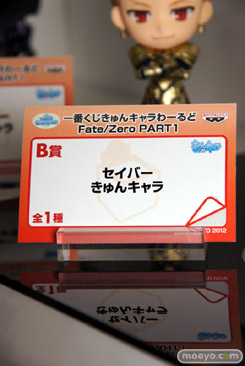 一番くじきゅんキャラわーるど
Fate/Zero PART1
B賞
セイバー
きゅんキャラ
全1種
2012
moeyo.com